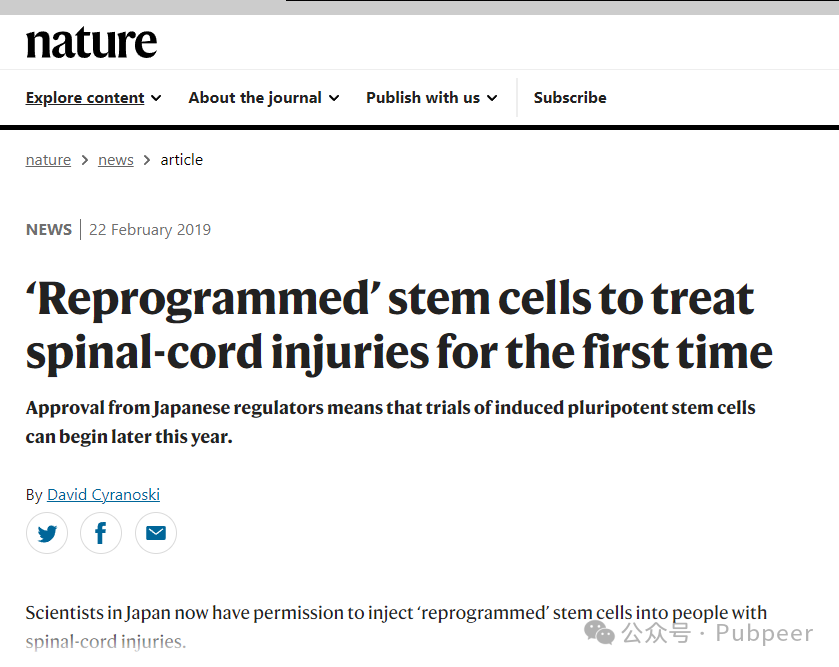 nature
Explore content About the journal Publish with us Subscribe
nature > news > article
NEWS | 22 February 2019
‘Reprogrammed’ stem cells to treat
spinal-cord injuries for the first time
Approval from Japanese regulators means that trials of induced pluripotent stem cells
can begin later this year.
By David Cyranoski
Scientists in Japan now have permission to inject ‘reprogrammed’ stem cells into people with
spinal-cord injuries.
公众号 · Pubpeer